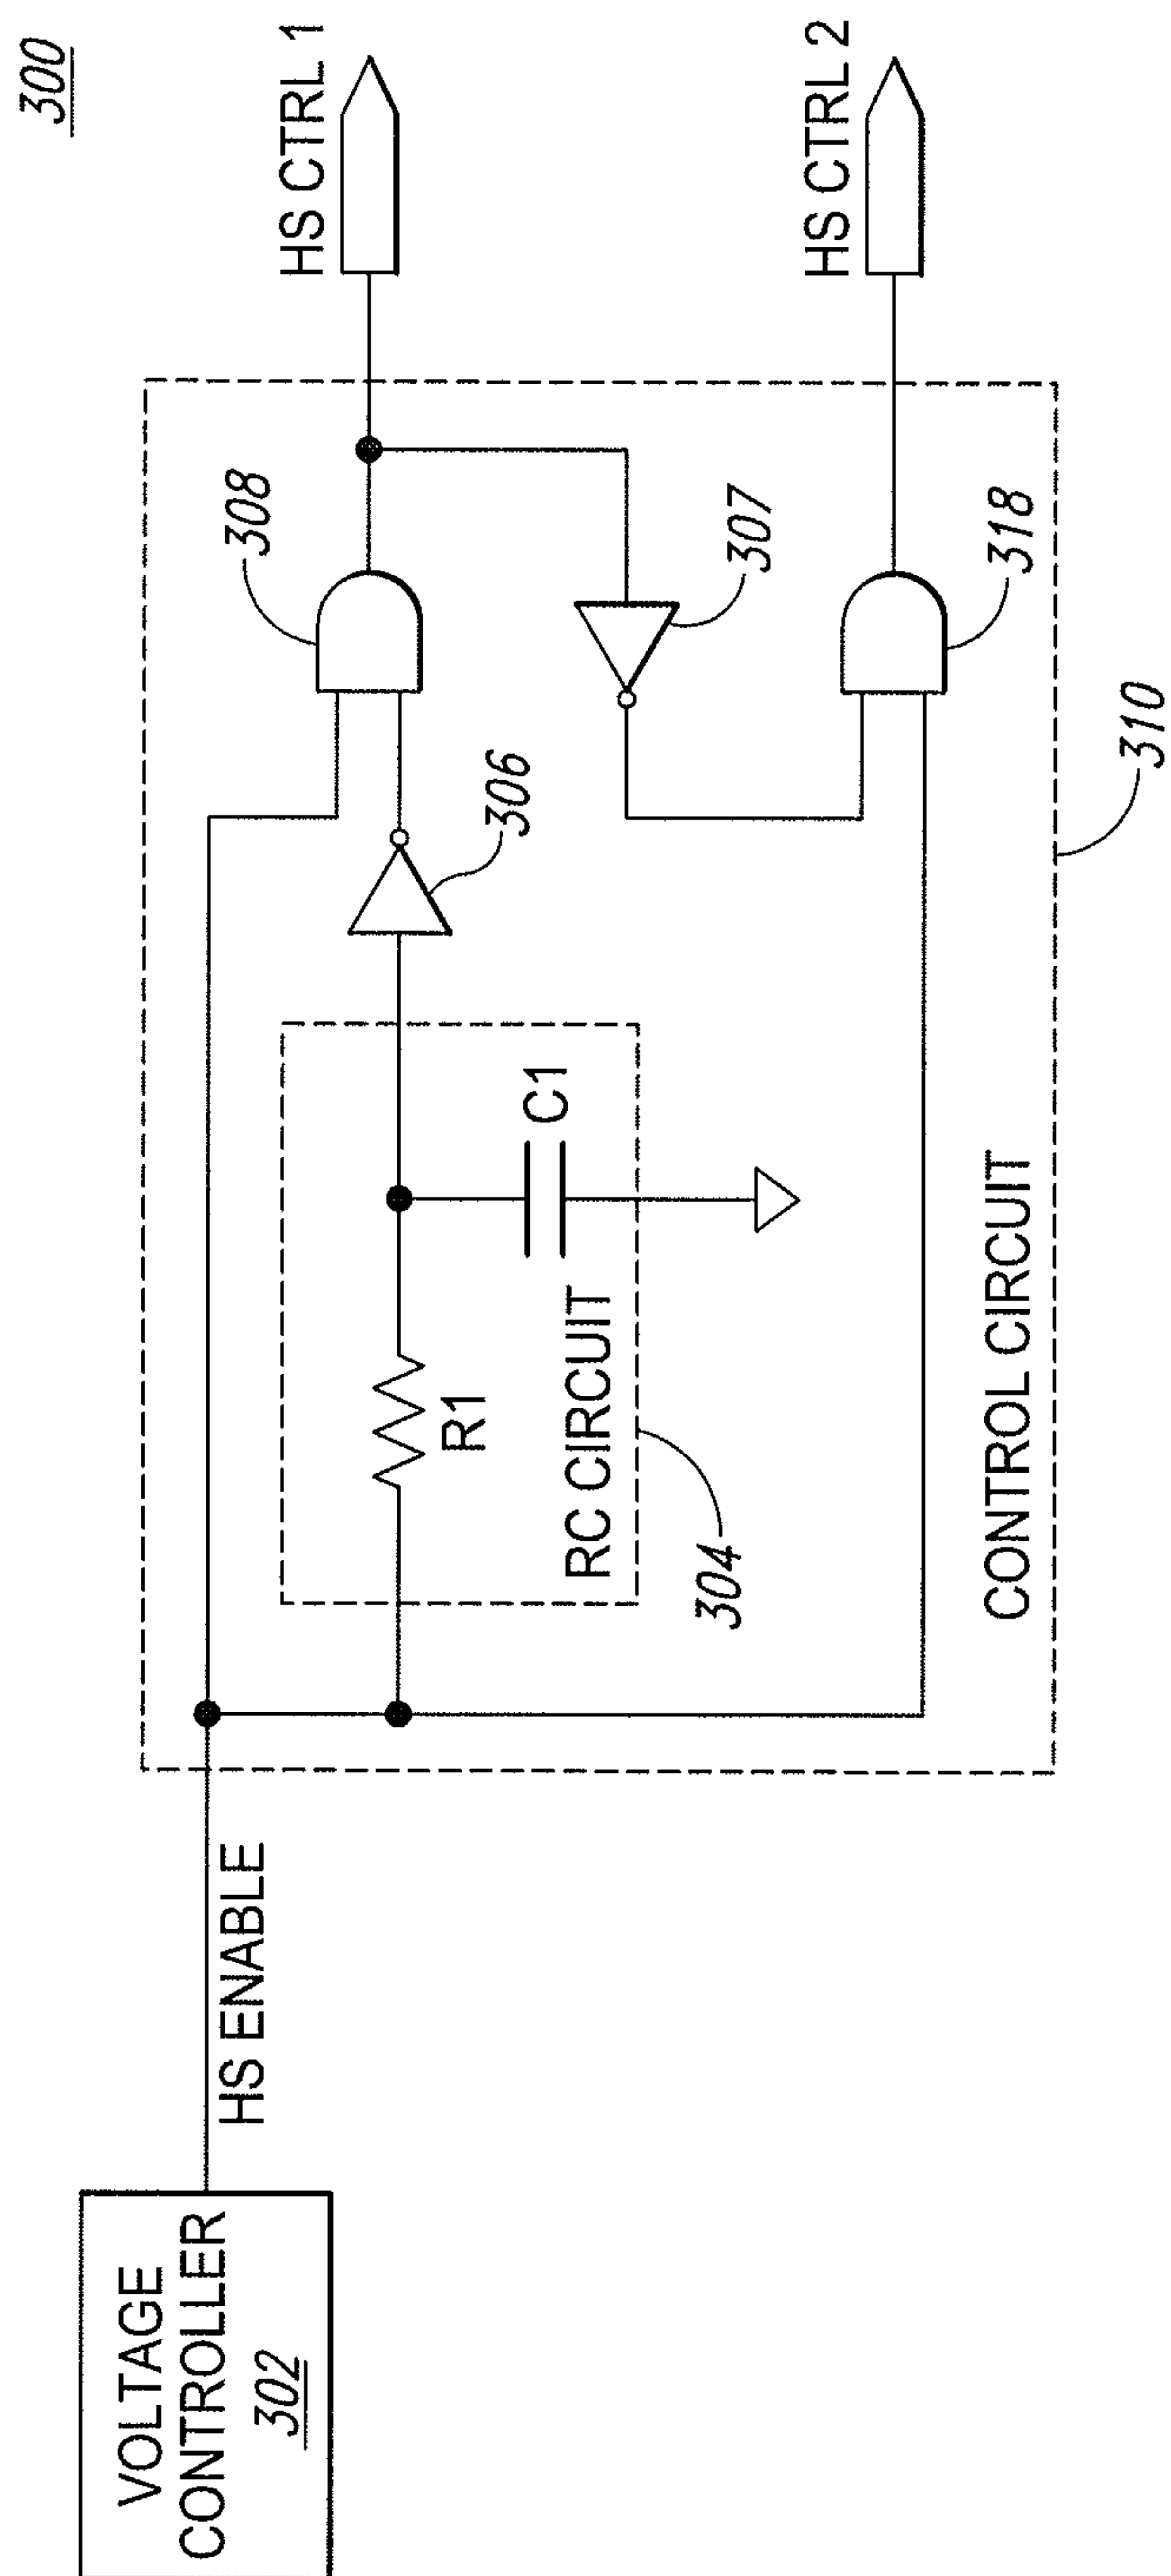 300
VOLTAGE
CONTROLLER
302
HS ENABLE
R1
C1
RC CIRCUIT
304
306
308
307
318
HS CTRL 1
HS CTRL 2
CONTROL CIRCUIT
310